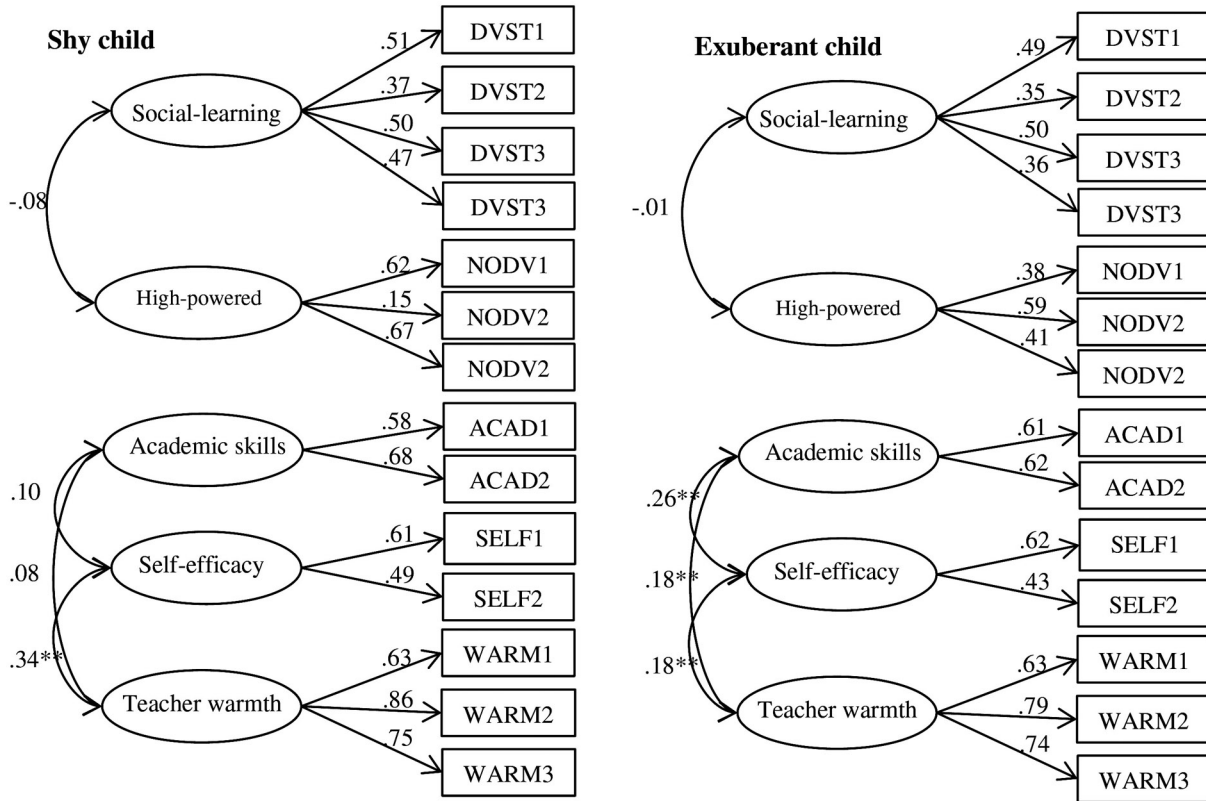 Shy child
Social-learning
High-powered
-.08
.51
.37
.50
.47
DVST1
DVST2
DVST3
DVST3
.62
.15
.67
NODV1
NODV2
NODV2
Academic skills
Self-efficacy
Teacher warmth
.10
.08
.34**
.58
.68
ACAD1
ACAD2
.61
.49
SELF1
SELF2
.63
.86
.75
WARM1
WARM2
WARM3
Exuberant child
Social-learning
High-powered
-.01
.49
.35
.50
.36
DVST1
DVST2
DVST3
DVST3
.38
.59
.41
NODV1
NODV2
NODV2
Academic skills
Self-efficacy
Teacher warmth
.26**
.18**
.18**
.61
.62
ACAD1
ACAD2
.62
.43
SELF1
SELF2
.63
.79
.74
WARM1
WARM2
WARM3